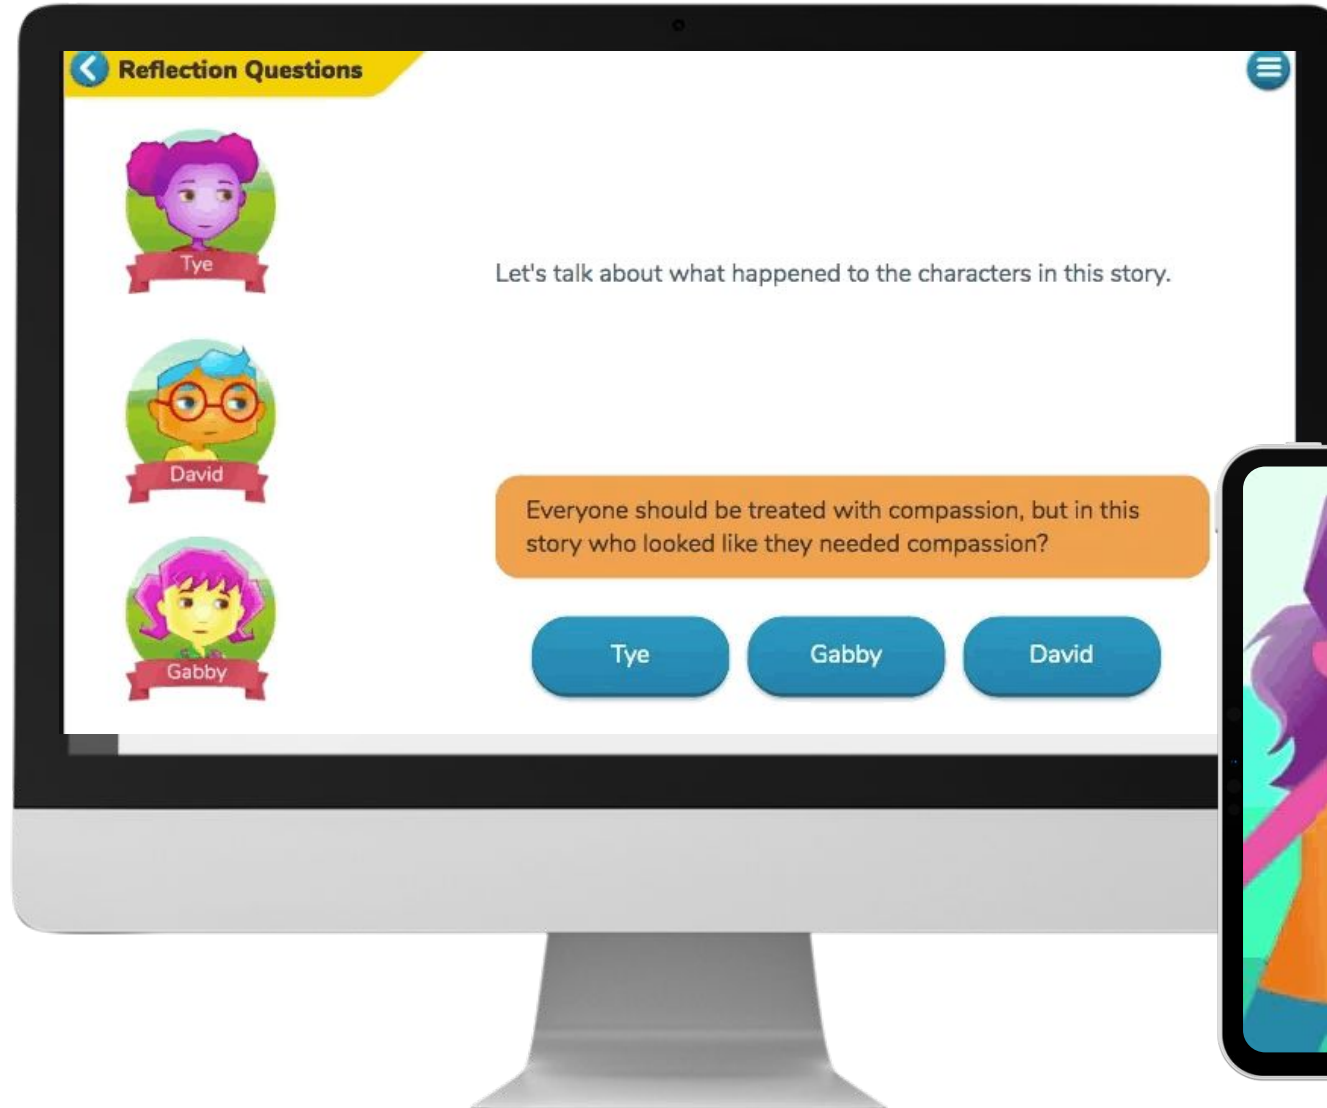 Reflection Questions
Tye
David
Gabby
Let's talk about what happened to the characters in this story.
Everyone should be treated with compassion, but in this
story who looked like they needed compassion?
Tye
Gabby
David